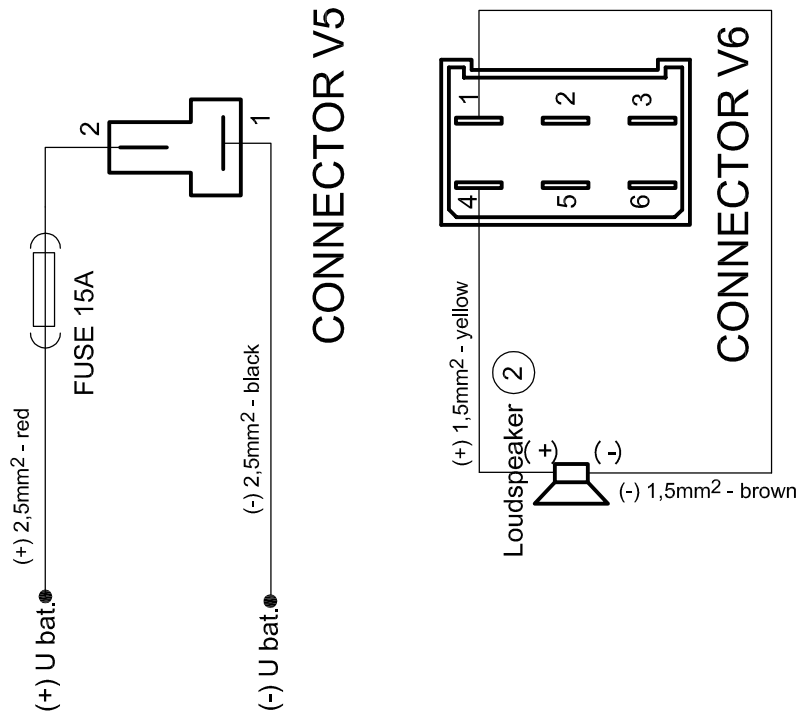 2
1
CONNECTOR V5
FUSE 15A
(+) 2,5mm² - red
(-) 2,5mm² - black
(+) U bat.
(-) U bat.
1
2
3
4
5
6
CONNECTOR V6
(+) 1,5mm² - yellow
Loudspeaker 2
(+)
(-)
(-) 1,5mm² - brown